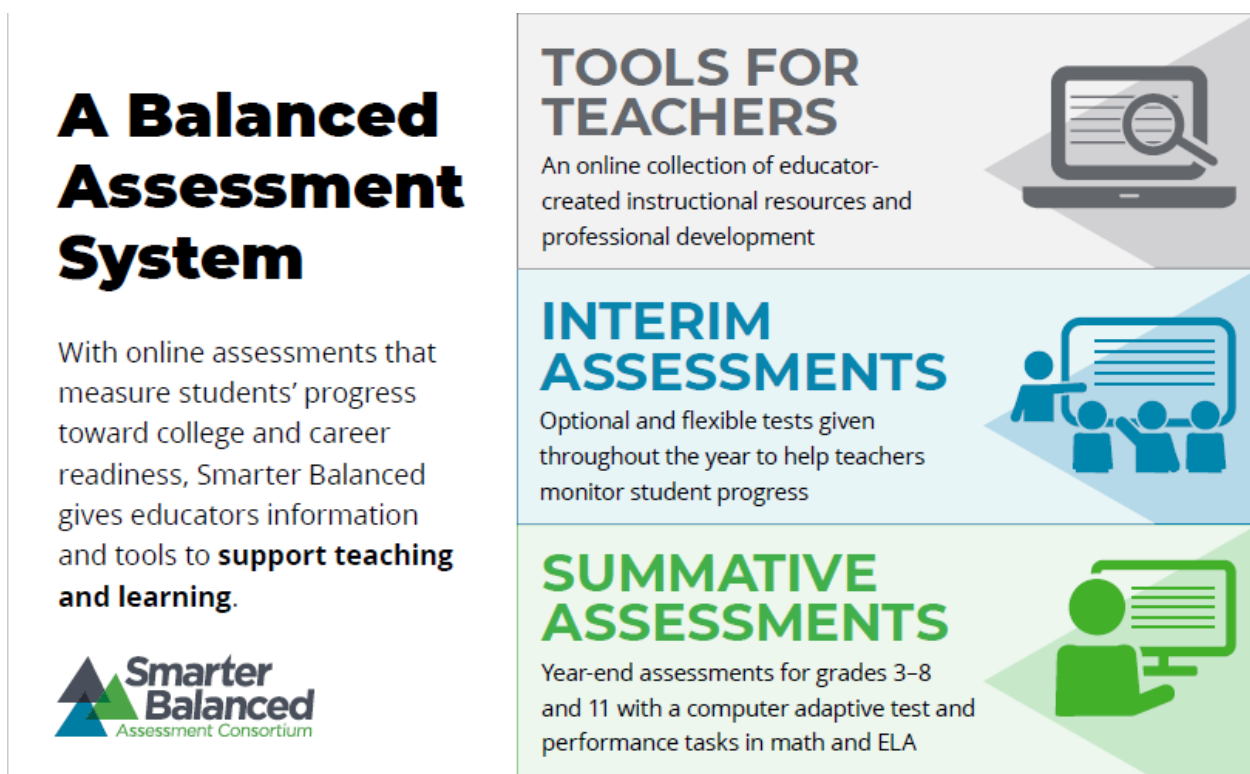 A Balanced
Assessment
System
With online assessments that
measure students’ progress
toward college and career
readiness, Smarter Balanced
gives educators information
and tools to support teaching
and learning.
Smarter
Balanced
Assessment Consortium
TOOLS FOR
TEACHERS
An online collection of educator-
created instructional resources and
professional development
INTERIM
ASSESSMENTS
Optional and flexible tests given
throughout the year to help teachers
monitor student progress
SUMMATIVE
ASSESSMENTS
Year-end assessments for grades 3–8
and 11 with a computer adaptive test and
performance tasks in math and ELA